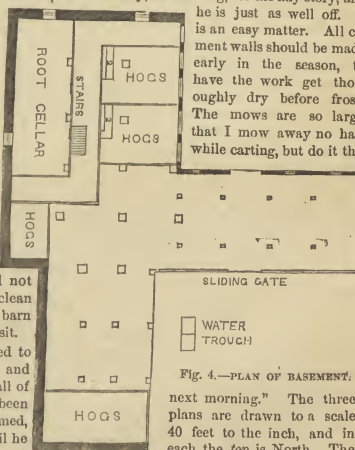 he is just as well off.
is an easy matter. All c
ment walls should be mad
early in the season, t
have the work get tho
oughly dry before fros
The mows are so larg
that I mow away no ha
while carting, but do it th
ROOT CELLAR
STAIRS
2
HOGS
2
HOGS
HOGS
SLIDING GATE
WATER
TROUGH
Fig. 4.—PLAN OF BASEMENT.
HOGS
l not
clean
barn
sit.
ed to
and
all of
been
med,
il he
next morning." The three
plans are drawn to a scale
40 feet to the inch, and in
each the top is North. The